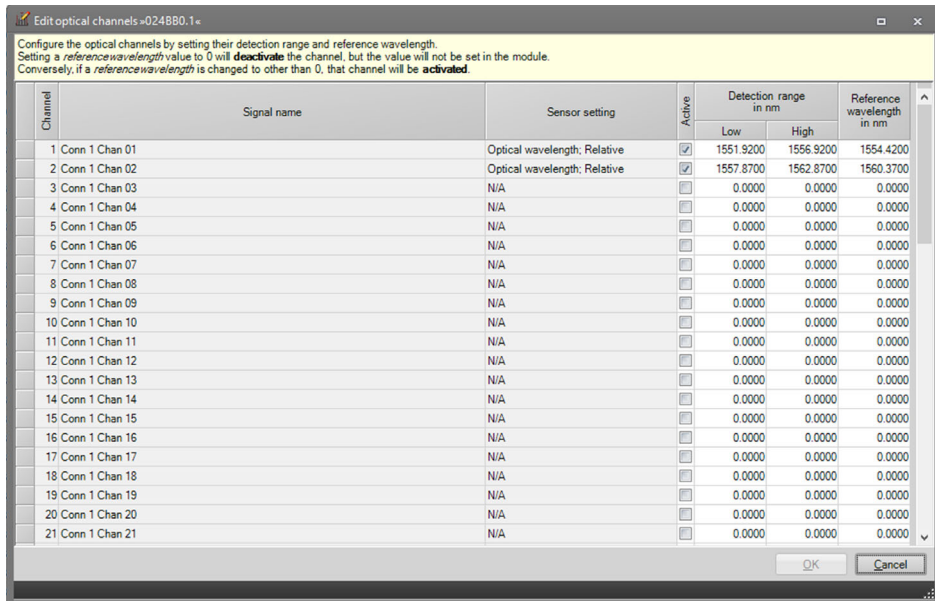 Edit optical channels »024BB0.1«
Configure the optical channels by setting their detection range and reference wavelength.
Setting a reference wavelength value to 0 will deactivate the channel, but the value will not be set in the module.
Conversely, if a reference wavelength is changed to other than 0, that channel will be activated.
Channel Signal name Sensor setting Active Detection range in nm Reference wavelength in nm
Low High
1 Conn 1 Chan 01 Optical wavelength; Relative 1551.9200 1556.9200 1554.4200
2 Conn 1 Chan 02 Optical wavelength; Relative 1557.8700 1562.8700 1560.3700
3 Conn 1 Chan 03 N/A 0.0000 0.0000 0.0000
4 Conn 1 Chan 04 N/A 0.0000 0.0000 0.0000
5 Conn 1 Chan 05 N/A 0.0000 0.0000 0.0000
6 Conn 1 Chan 06 N/A 0.0000 0.0000 0.0000
7 Conn 1 Chan 07 N/A 0.0000 0.0000 0.0000
8 Conn 1 Chan 08 N/A 0.0000 0.0000 0.0000
9 Conn 1 Chan 09 N/A 0.0000 0.0000 0.0000
10 Conn 1 Chan 10 N/A 0.0000 0.0000 0.0000
11 Conn 1 Chan 11 N/A 0.0000 0.0000 0.0000
12 Conn 1 Chan 12 N/A 0.0000 0.0000 0.0000
13 Conn 1 Chan 13 N/A 0.0000 0.0000 0.0000
14 Conn 1 Chan 14 N/A 0.0000 0.0000 0.0000
15 Conn 1 Chan 15 N/A 0.0000 0.0000 0.0000
16 Conn 1 Chan 16 N/A 0.0000 0.0000 0.0000
17 Conn 1 Chan 17 N/A 0.0000 0.0000 0.0000
18 Conn 1 Chan 18 N/A 0.0000 0.0000 0.0000
19 Conn 1 Chan 19 N/A 0.0000 0.0000 0.0000
20 Conn 1 Chan 20 N/A 0.0000 0.0000 0.0000
21 Conn 1 Chan 21 N/A 0.0000 0.0000 0.0000
OK Cancel